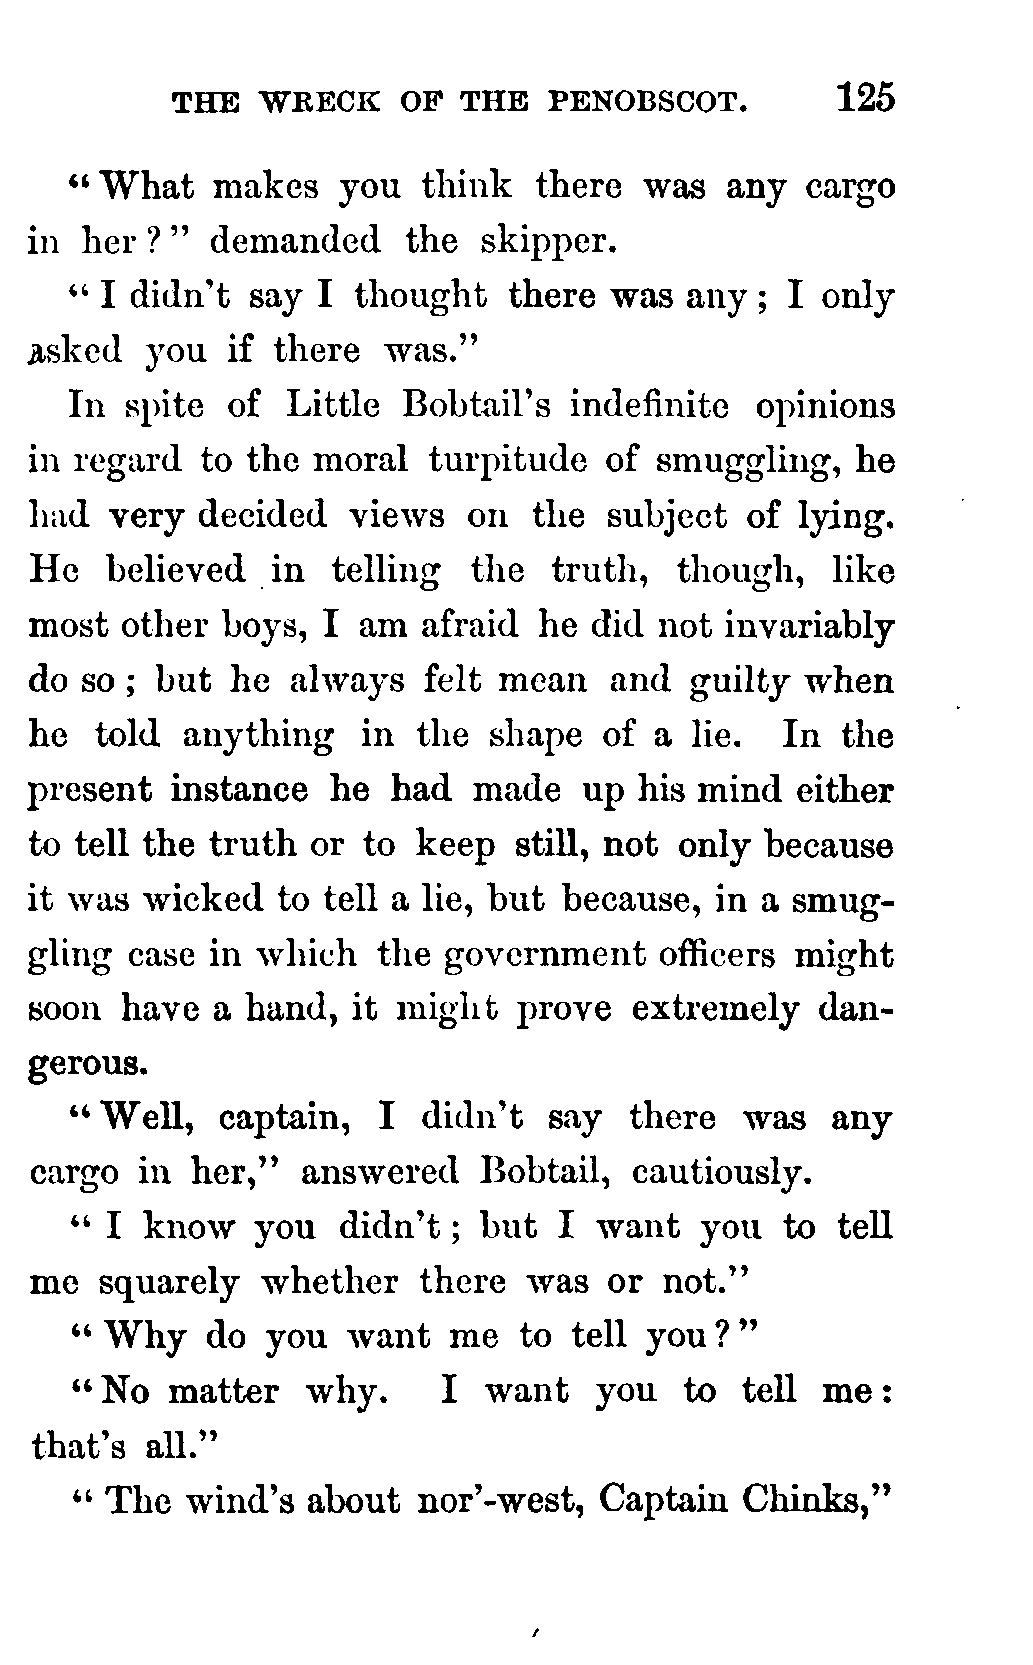 THE WRECK OF THE PENOBSCOT. 125
“What makes you think there was any cargo
in her?” demanded the skipper.
“I didn't say I thought there was any; I only
asked you if there was.”
In spite of Little Bobtail's indefinite opinions
in regard to the moral turpitude of smuggling, he
had very decided views on the subject of lying.
He believed in telling the truth, though, like
most other boys, I am afraid he did not invariably
do so; but he always felt mean and guilty when
he told anything in the shape of a lie. In the
present instance he had made up his mind either
to tell the truth or to keep still, not only because
it was wicked to tell a lie, but because, in a smug-
gling case in which the government officers might
soon have a hand, it might prove extremely dan-
gerous.
“Well, captain, I didn't say there was any
cargo in her,” answered Bobtail, cautiously.
“I know you didn't; but I want you to tell
me squarely whether there was or not.”
“Why do you want me to tell you?”
“No matter why. I want you to tell me:
that's all.”
“The wind's about nor'-west, Captain Chinks,”